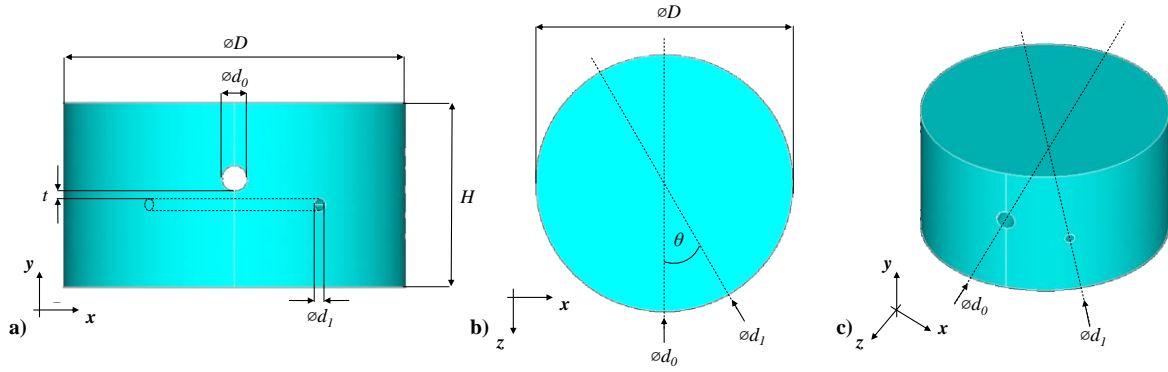 ⌀D
⌀d₀
t
H
y
x
⌀d₁
a)
⌀D
θ
x
z
b)
⌀d₀
⌀d₁
y
x
z
c)
⌀d₀
⌀d₁